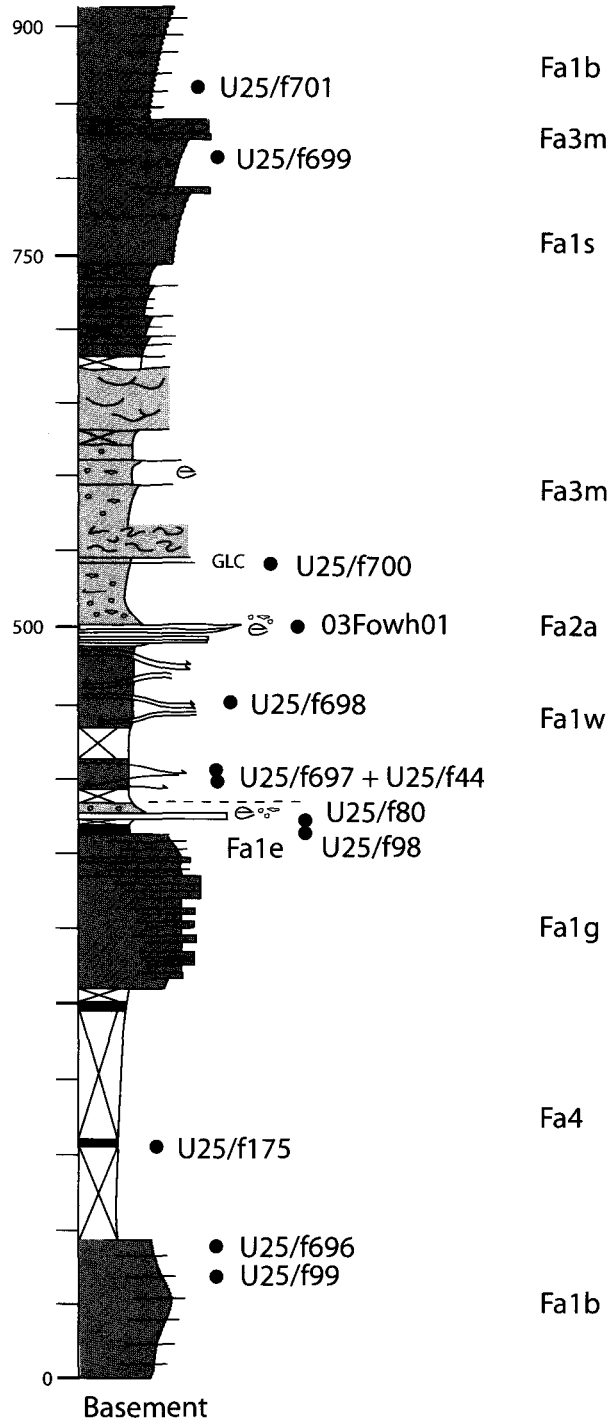 900
Fa1b
U25/f701
Fa3m
U25/f699
Fa1s
750
Fa3m
GLC
U25/f700
500
03Fowh01
Fa2a
U25/f698
Fa1w
U25/f697 + U25/f44
U25/f80
Fa1e
U25/f98
Fa1g
Fa4
U25/f175
U25/f696
U25/f99
Fa1b
0
Basement